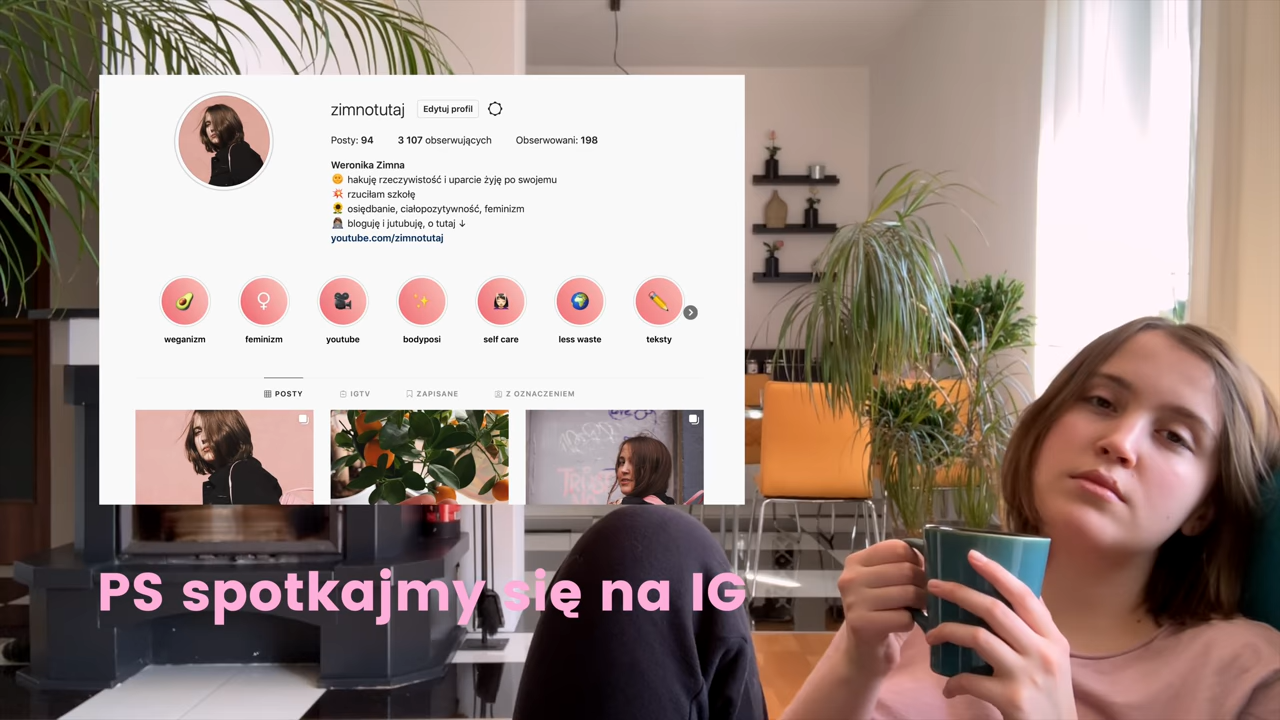 zimnotutaj Edytuj profil
Posty: 94 3 107 obserwujących Obserwowani: 198
Weronika Zimna
🌞 hakuję rzeczywistość i uparcie żyję po swojemu
💥 rzuciłam szkołę
🌻 osiędbanie, ciałopozytywność, feminizm
👩🏽‍🚀 bloguję i jutubuję, o tutaj ↓
youtube.com/zimnotutaj
weganizm feminizm youtube bodyposi self care less waste teksty
POSTY IGTV ZAPISANE Z OZNACZENIEM
PS spotkajmy się na IG